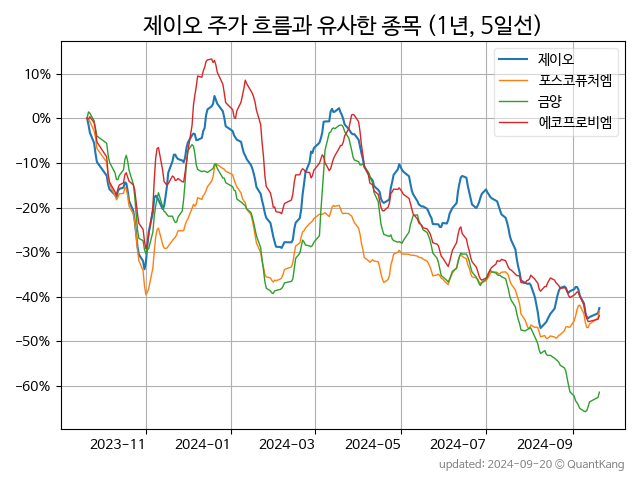 제이오 주가 흐름과 유사한 종목 (1년, 5일선)
제이오
포스코퓨처엠
금양
에코프로비엠
10%
0%
−10%
−20%
−30%
−40%
−50%
−60%
2023-11
2024-01
2024-03
2024-05
2024-07
2024-09
updated: 2024-09-20 © QuantKang